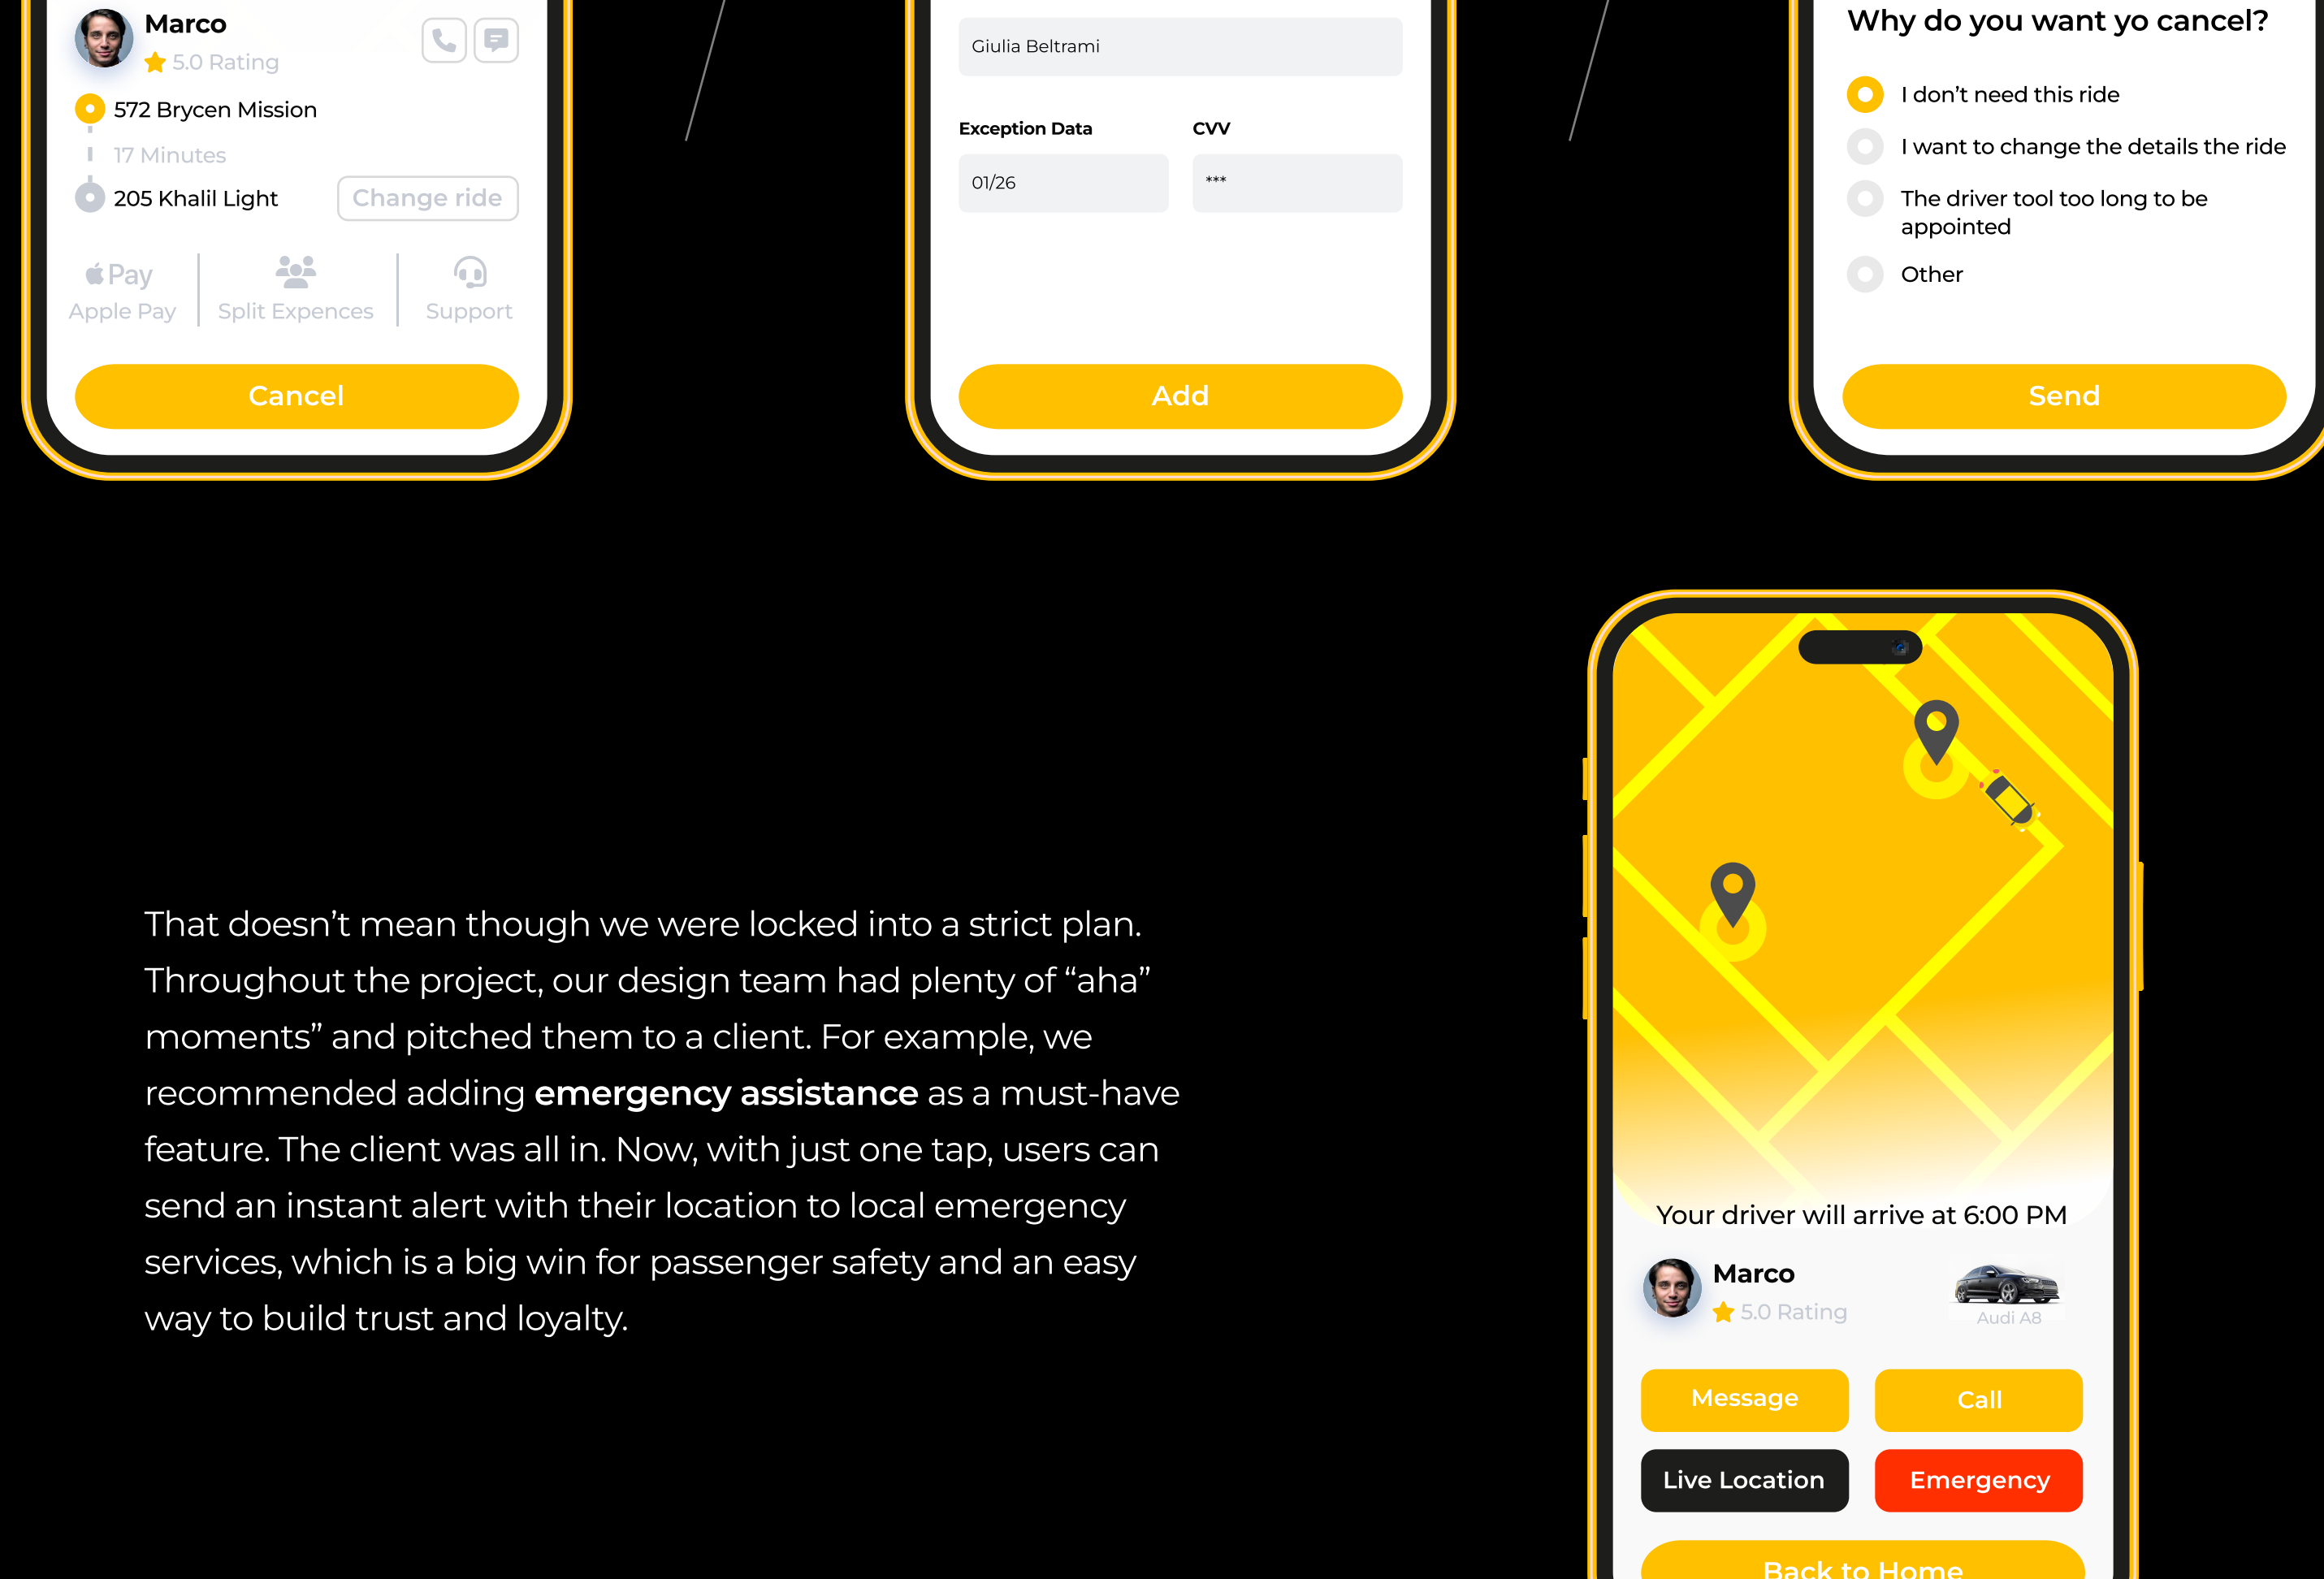 Marco
5.0 Rating
572 Brycen Mission
17 Minutes
205 Khalil Light
Change ride
Pay
Apple Pay
Split Expences
Support
Cancel
Giulia Beltrami
Exception Data
CVV
01/26
***
Add
Why do you want yo cancel?
I don’t need this ride
I want to change the details the ride
The driver tool too long to be
appointed
Other
Send
That doesn’t mean though we were locked into a strict plan.
Throughout the project, our design team had plenty of “aha”
moments” and pitched them to a client. For example, we
recommended adding emergency assistance as a must-have
feature. The client was all in. Now, with just one tap, users can
send an instant alert with their location to local emergency
services, which is a big win for passenger safety and an easy
way to build trust and loyalty.
Your driver will arrive at 6:00 PM
Marco
5.0 Rating
Audi A8
Message
Call
Live Location
Emergency
Back to Home